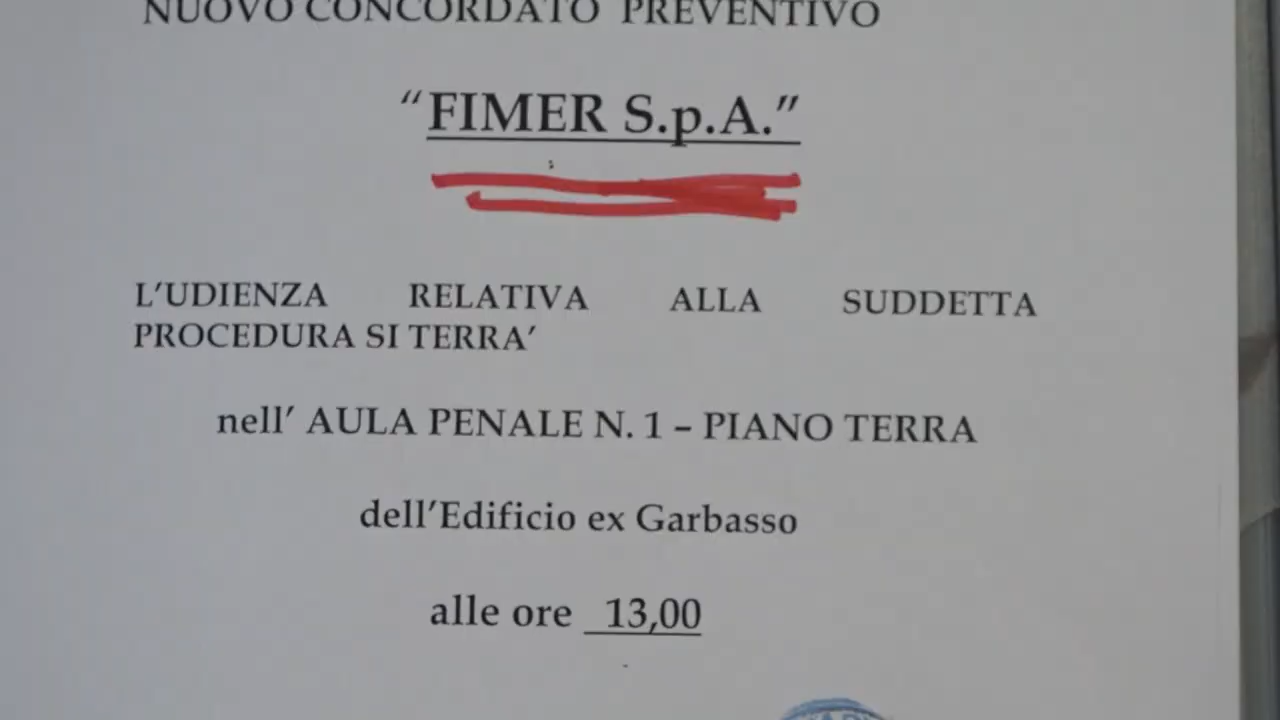 NUOVO CONCORDATO PREVENTIVO
“FIMER S.p.A.”
L’UDIENZA RELATIVA ALLA SUDDETTA
PROCEDURA SI TERRA’
nell’ AULA PENALE N. 1 – PIANO TERRA
dell’Edificio ex Garbasso
alle ore 13,00